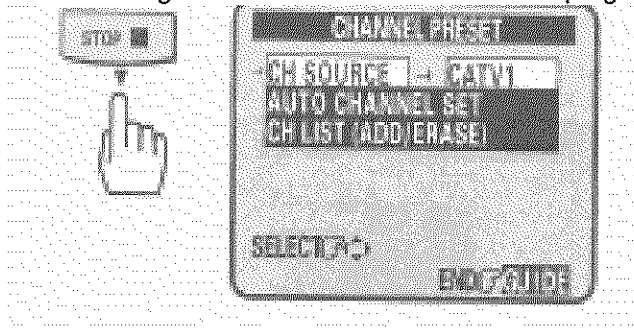 STOP
CHANNEL PRESET
CH SOURCE → CATV1
AUTO CHANNEL SET
CH LIST (ADD/ERASE)
SELECT
END GUIDE